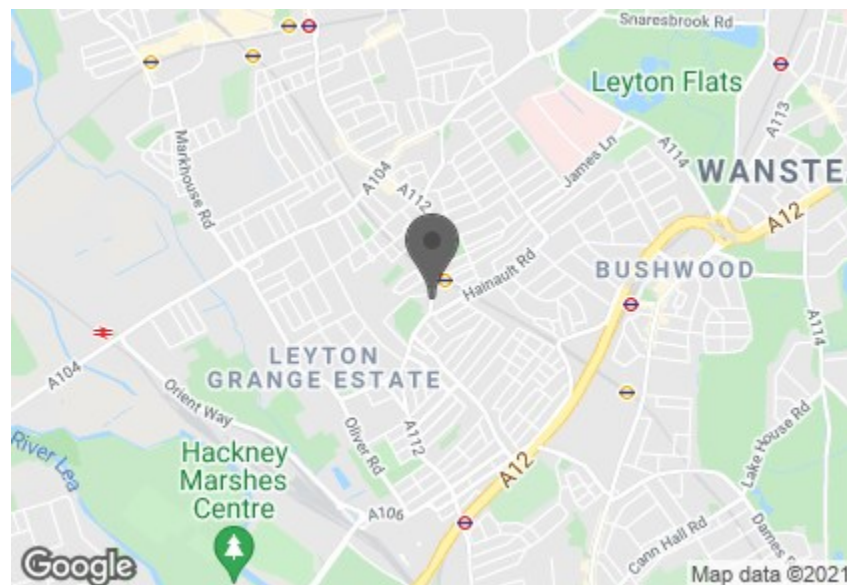 Snaresbrook Rd
Leyton Flats
A113
Markhouse Rd
James Ln
A114
A104
A112
WANSTE
A12
Hainault Rd
BUSHWOOD
A114
LEYTON
GRANGE ESTATE
A104
Orient Way
Oliver Rd
A112
River Lea
Hackney
Marshes
Centre
A12
Lake House Rd
A106
Cann Hall Rd
Dames
Google
Map data ©2021